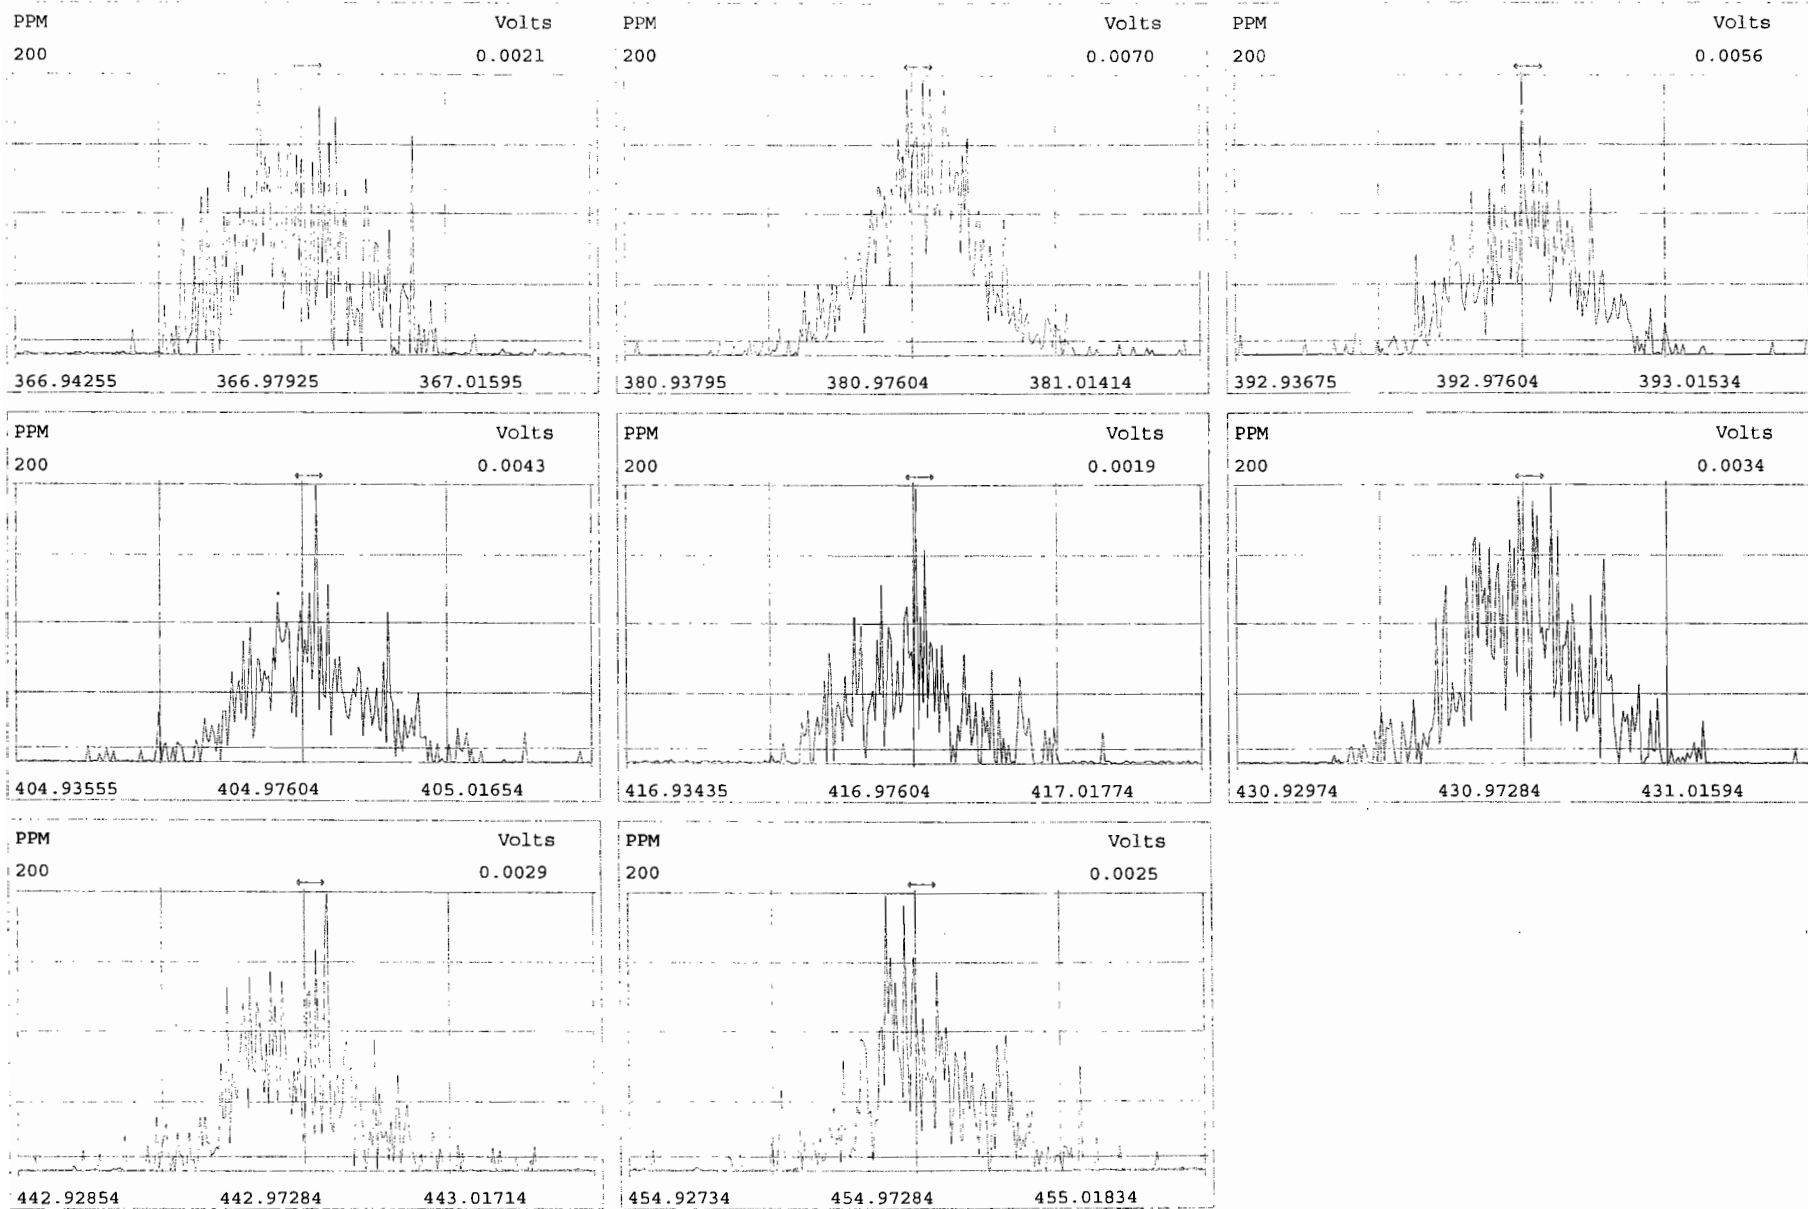 PPM Volts
200 0.0021
366.94255 366.97925 367.01595
PPM Volts
200 0.0070
380.93795 380.97604 381.01414
PPM Volts
200 0.0056
392.93675 392.97604 393.01534
PPM Volts
200 0.0043
404.93555 404.97604 405.01654
PPM Volts
200 0.0019
416.93435 416.97604 417.01774
PPM Volts
200 0.0034
430.92974 430.97284 431.01594
PPM Volts
200 0.0029
442.92854 442.97284 443.01714
PPM Volts
200 0.0025
454.92734 454.97284 455.01834